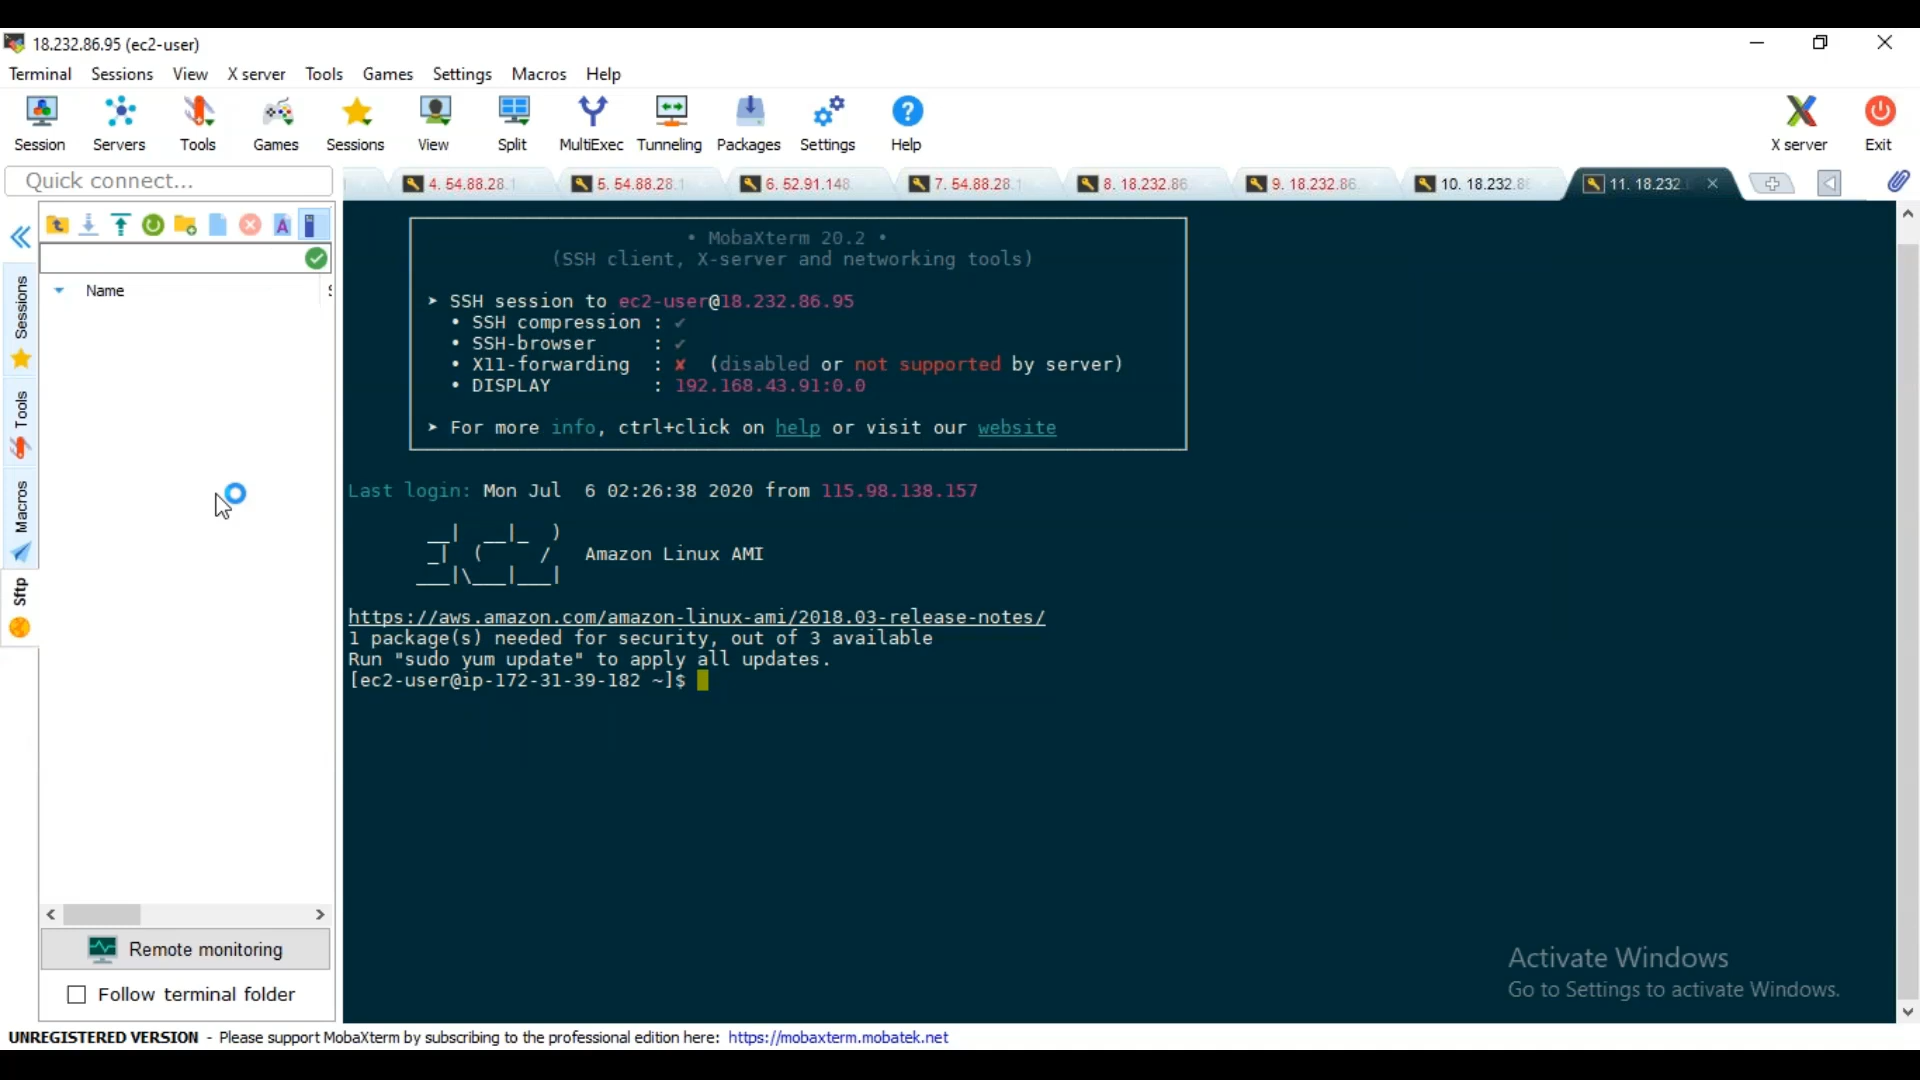 18.232.86.95 (ec2-user)
Terminal Sessions View X server Tools Games Settings Macros Help
Session Servers Tools Games Sessions View Split MultiExec Tunneling Packages Settings Help X server Exit
Quick connect...
4. 54.88.28.1 5. 54.88.28.1 6. 52.91.148. 7. 54.88.28.1 8. 18.232.86 9. 18.232.86. 10. 18.232.86 11. 18.232.
Name
Sessions
Tools
Macros
Sftp
• MobaXterm 20.2 •
(SSH client, X-server and networking tools)
➤ SSH session to ec2-user@18.232.86.95
• SSH compression : ✔
• SSH-browser : ✔
• X11-forwarding : ✘ (disabled or not supported by server)
• DISPLAY : 192.168.43.91:0.0
➤ For more info, ctrl+click on help or visit our website
Last login: Mon Jul 6 02:26:38 2020 from 115.98.138.157
__| __|_ )
_| ( / Amazon Linux AMI
___|\___|___|
https://aws.amazon.com/amazon-linux-ami/2018.03-release-notes/
1 package(s) needed for security, out of 3 available
Run "sudo yum update" to apply all updates.
[ec2-user@ip-172-31-39-182 ~]$
Remote monitoring
Follow terminal folder
Activate Windows
Go to Settings to activate Windows.
UNREGISTERED VERSION - Please support MobaXterm by subscribing to the professional edition here: https://mobaxterm.mobatek.net